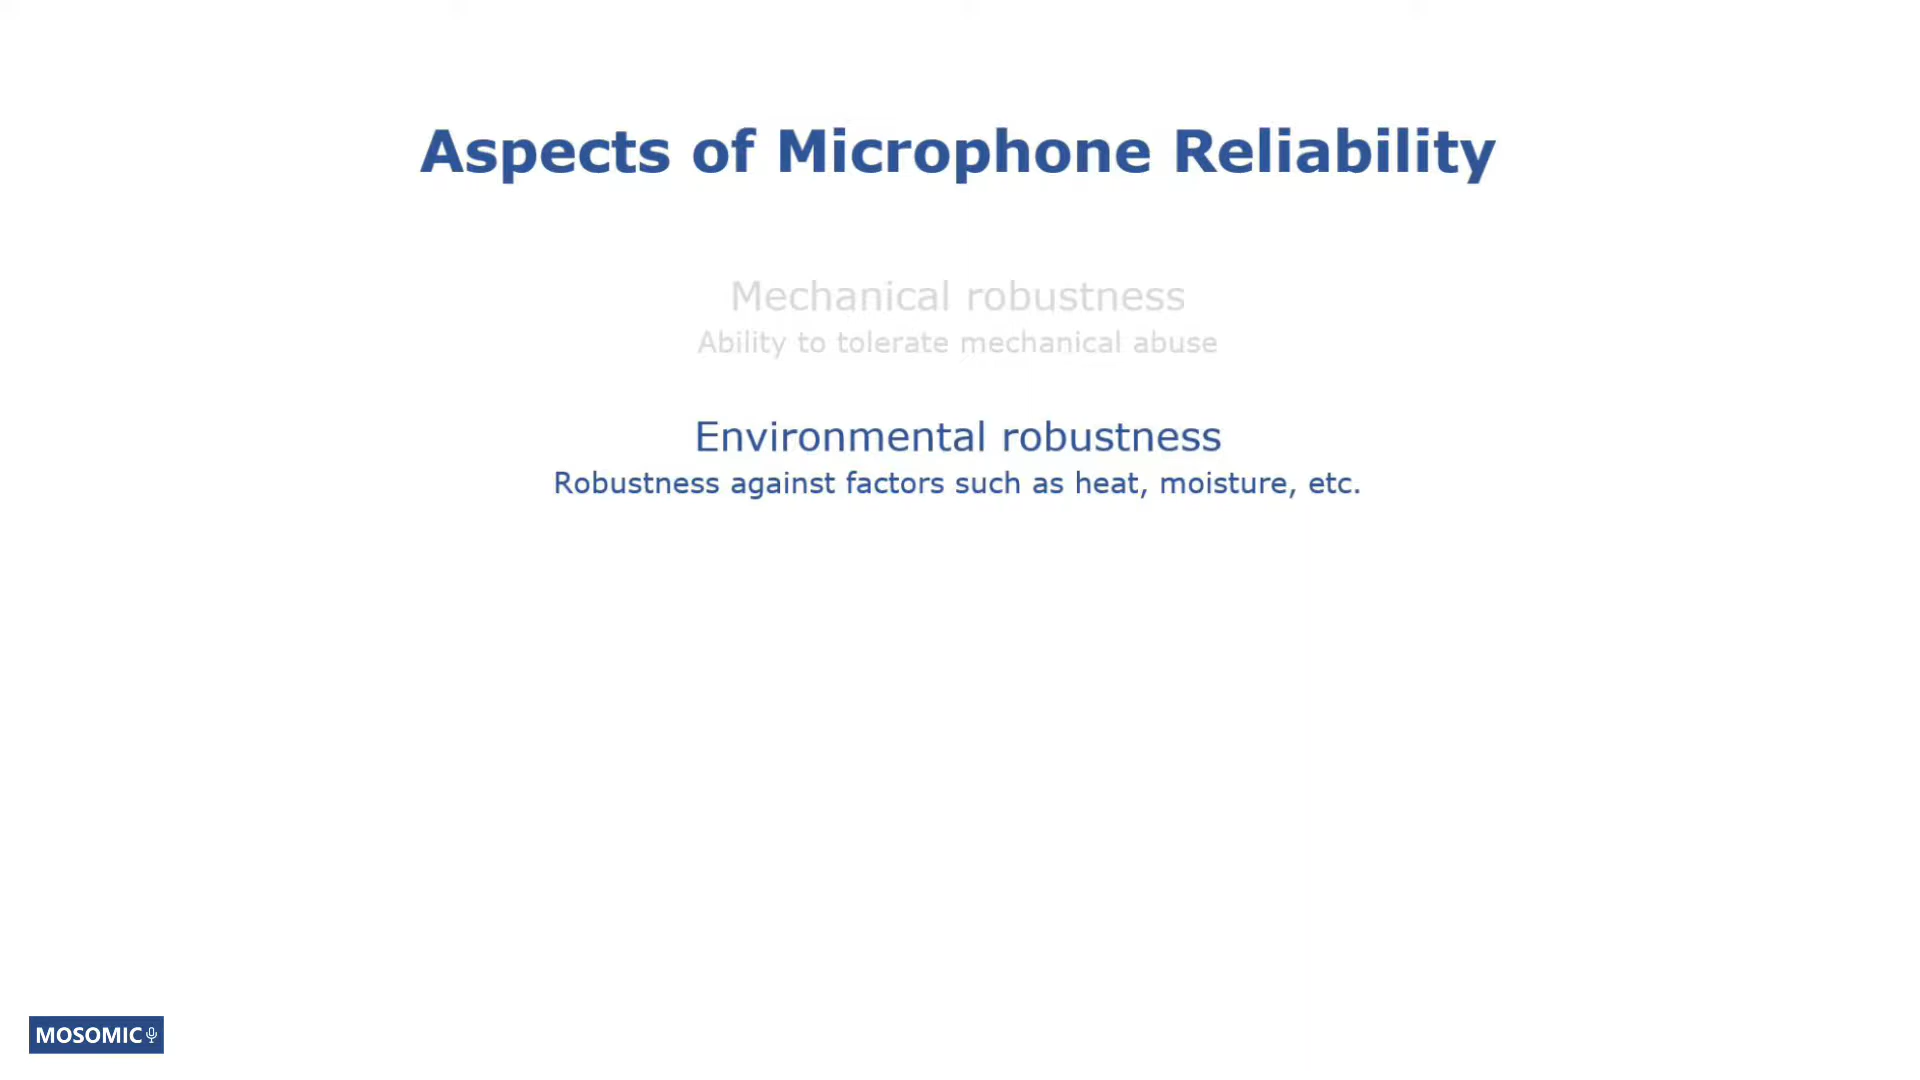 Aspects of Microphone Reliability
Mechanical robustness
Ability to tolerate mechanical abuse
Environmental robustness
Robustness against factors such as heat, moisture, etc.
MOSOMIC